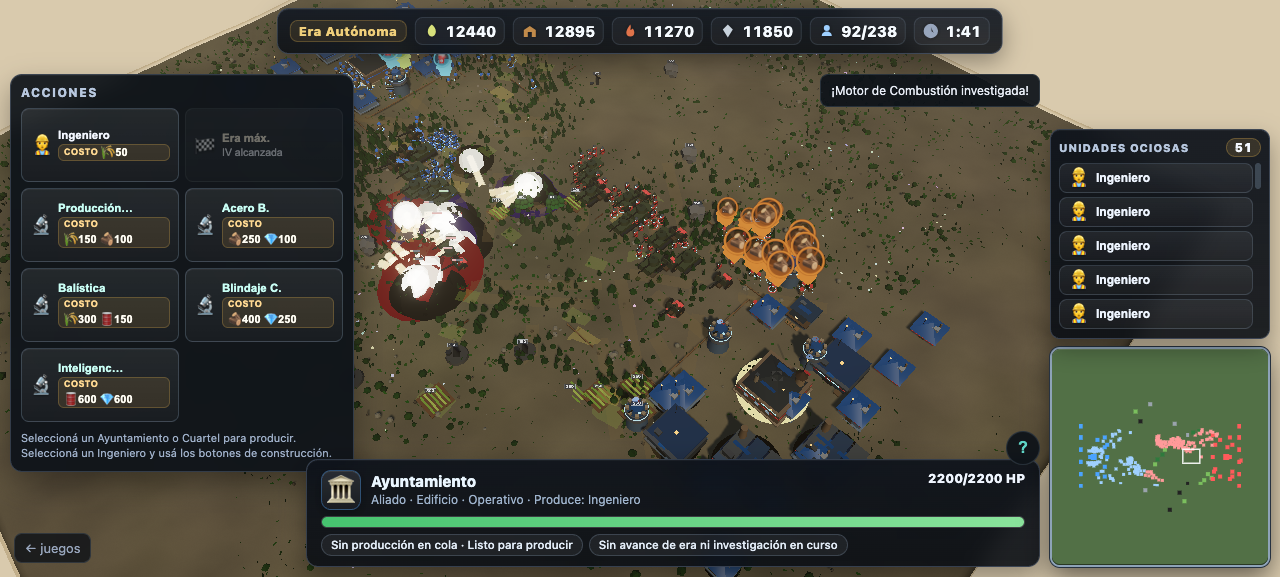 Era Autónoma
12440
12895
11270
11850
92/238
1:41
ACCIONES
Ingeniero
COSTO 50
Era máx.
IV alcanzada
Producción...
COSTO
150 100
Acero B.
COSTO
250 100
Balística
COSTO
300 150
Blindaje C.
COSTO
400 250
Inteligenc...
COSTO
600 600
Seleccioná un Ayuntamiento o Cuartel para producir.
Seleccioná un Ingeniero y usá los botones de construcción.
¡Motor de Combustión investigada!
UNIDADES OCIOSAS
51
Ingeniero
Ingeniero
Ingeniero
Ingeniero
Ingeniero
?
Ayuntamiento
2200/2200 HP
Aliado · Edificio · Operativo · Produce: Ingeniero
Sin producción en cola · Listo para producir
Sin avance de era ni investigación en curso
← juegos